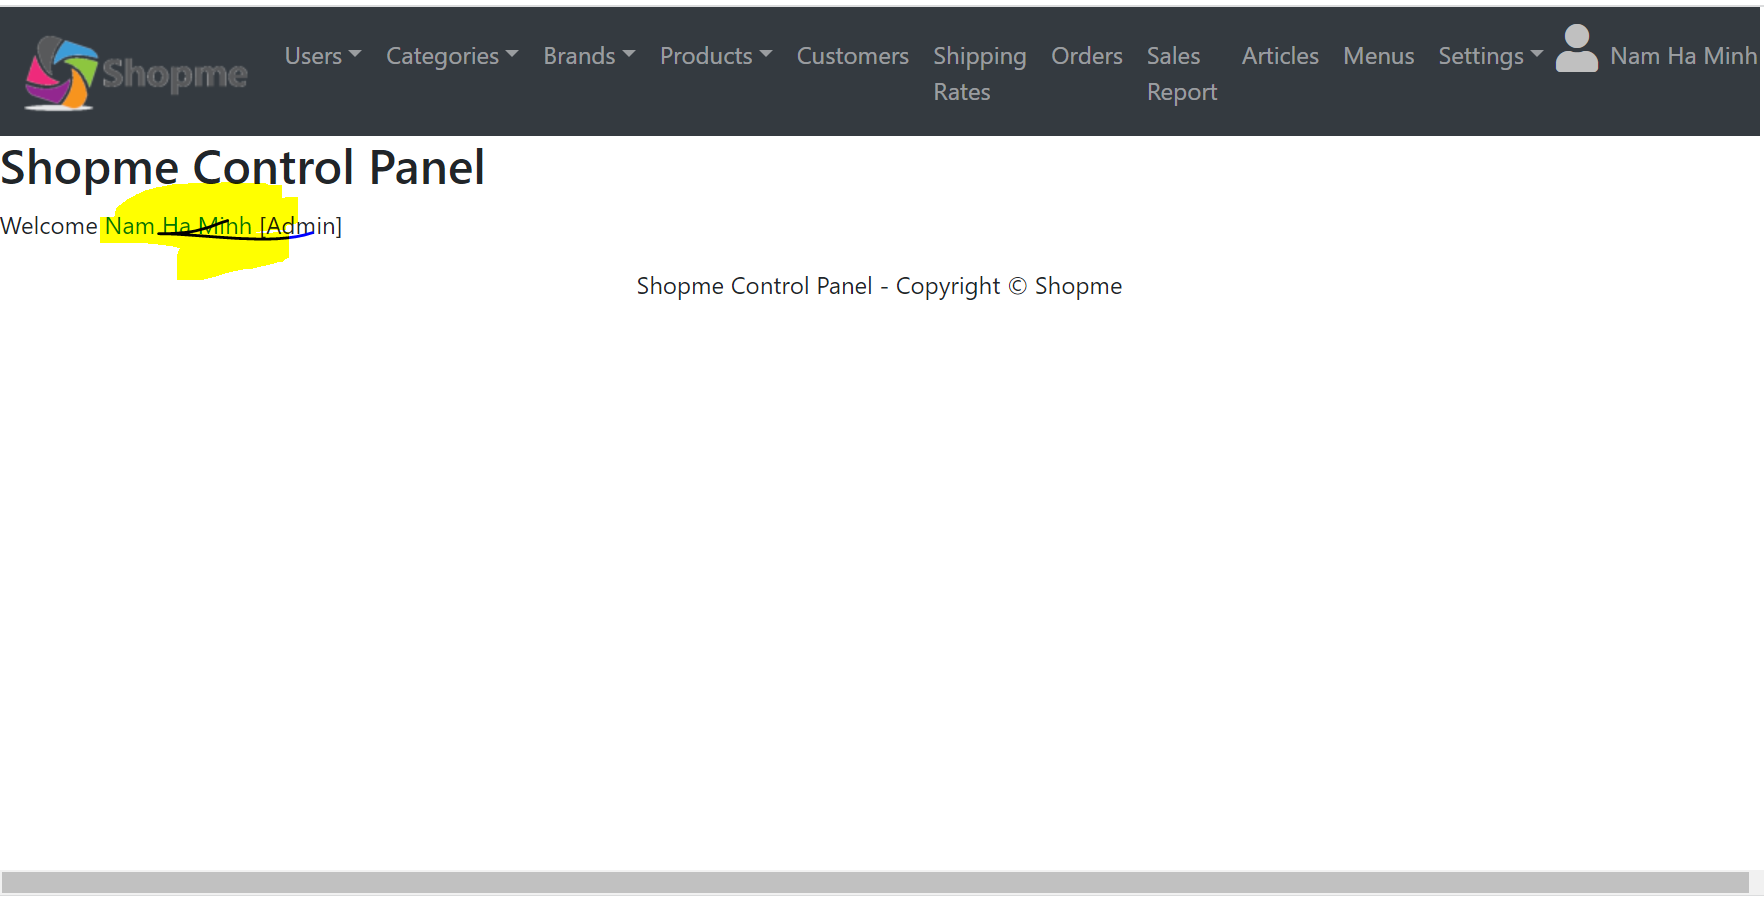 Shopme
Users Categories Brands Products Customers Shipping Rates Orders Sales Report Articles Menus Settings Nam Ha Minh
Shopme Control Panel
Welcome Nam Ha Minh [Admin]
Shopme Control Panel - Copyright © Shopme